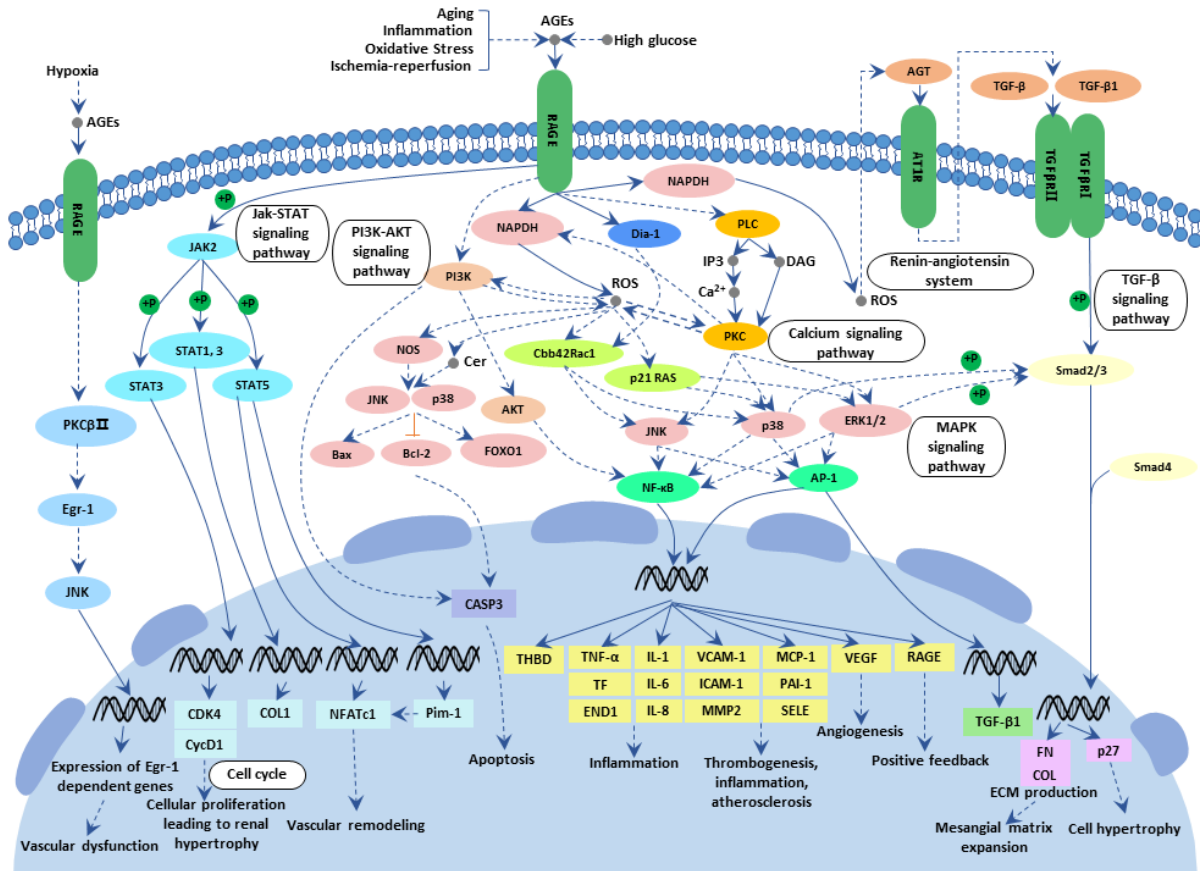 Aging
Inflammation
Oxidative Stress
Ischemia-reperfusion
AGEs
High glucose
Hypoxia
AGEs
RAGE
RAGE
AGT
AT1R
TGF-β
TGF-β1
TGFβRII
TGFβRI
NAPDH
+P
Jak-STAT
signaling
pathway
JAK2
PI3K-AKT
signaling
pathway
NAPDH
Dia-1
PLC
IP3
DAG
Ca²⁺
PI3K
ROS
ROS
Renin-angiotensin
system
TGF-β
signaling
pathway
+P
+P
+P
+P
PKC
Calcium signaling
pathway
STAT1, 3
STAT3
STAT5
NOS
Cer
Cbb42Rac1
p21 RAS
+P
Smad2/3
+P
JNK
p38
AKT
JNK
p38
ERK1/2
MAPK
signaling
pathway
PKCβII
Bax
Bcl-2
FOXO1
NF-κB
AP-1
Smad4
Egr-1
JNK
CASP3
THBD
TNF-α
TF
END1
IL-1
IL-6
IL-8
VCAM-1
ICAM-1
MMP2
MCP-1
PAI-1
SELE
VEGF
RAGE
CDK4
CycD1
COL1
NFATc1
Pim-1
TGF-β1
FN
COL
p27
Expression of Egr-1
dependent genes
Vascular dysfunction
Cell cycle
Cellular proliferation
leading to renal
hypertrophy
Vascular remodeling
Apoptosis
Inflammation
Thrombogenesis,
inflammation,
atherosclerosis
Angiogenesis
Positive feedback
ECM production
Mesangial matrix
expansion
Cell hypertrophy